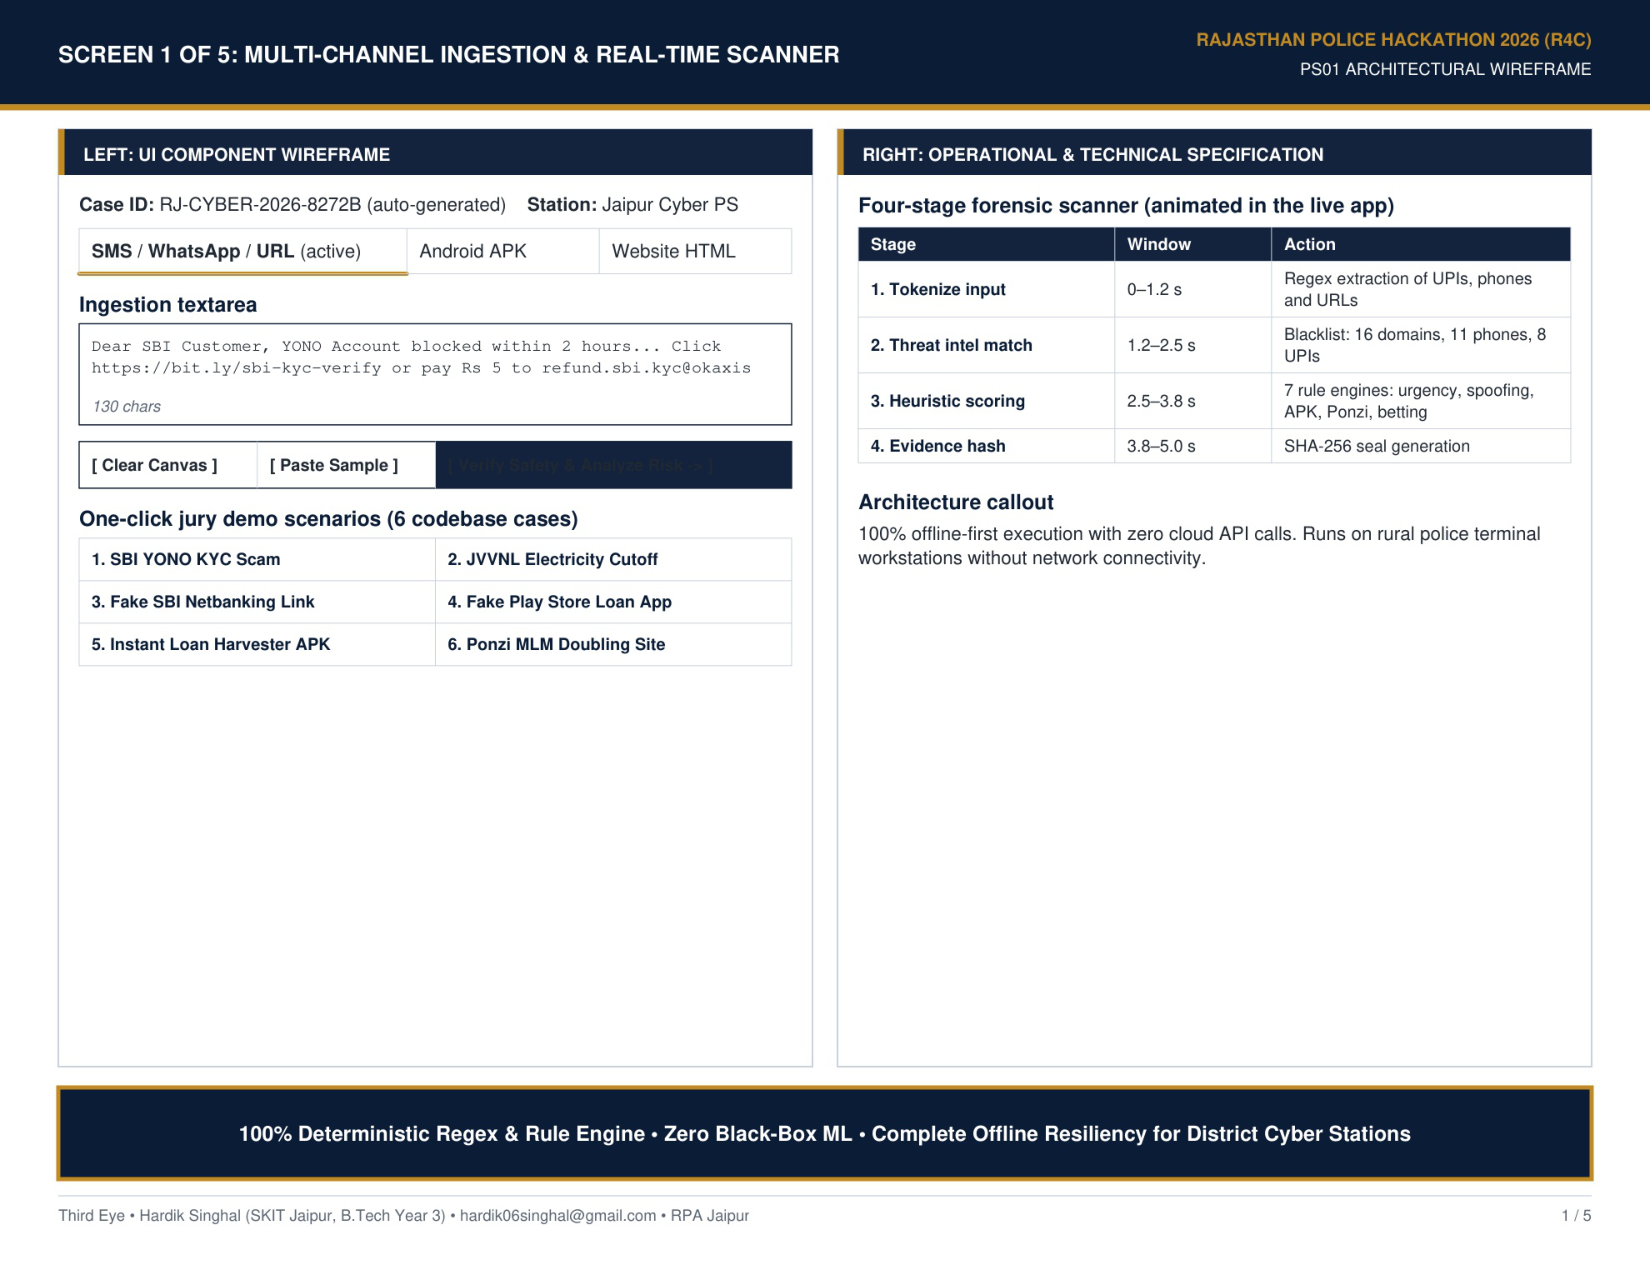 SCREEN 1 OF 5: MULTI-CHANNEL INGESTION & REAL-TIME SCANNER
RAJASTHAN POLICE HACKATHON 2026 (R4C)
PS01 ARCHITECTURAL WIREFRAME
LEFT: UI COMPONENT WIREFRAME
Case ID: RJ-CYBER-2026-8272B (auto-generated) Station: Jaipur Cyber PS
SMS / WhatsApp / URL (active) Android APK Website HTML
Ingestion textarea
Dear SBI Customer, YONO Account blocked within 2 hours... Click
https://bit.ly/sbi-kyc-verify or pay Rs 5 to refund.sbi.kyc@okaxis
130 chars
[ Clear Canvas ] [ Paste Sample ] [ Verify Safety & Analyze Risk -> ]
One-click jury demo scenarios (6 codebase cases)
1. SBI YONO KYC Scam 2. JVVNL Electricity Cutoff
3. Fake SBI Netbanking Link 4. Fake Play Store Loan App
5. Instant Loan Harvester APK 6. Ponzi MLM Doubling Site
RIGHT: OPERATIONAL & TECHNICAL SPECIFICATION
Four-stage forensic scanner (animated in the live app)
Stage Window Action
1. Tokenize input 0–1.2 s Regex extraction of UPIs, phones
and URLs
2. Threat intel match 1.2–2.5 s Blacklist: 16 domains, 11 phones, 8
UPIs
3. Heuristic scoring 2.5–3.8 s 7 rule engines: urgency, spoofing,
APK, Ponzi, betting
4. Evidence hash 3.8–5.0 s SHA-256 seal generation
Architecture callout
100% offline-first execution with zero cloud API calls. Runs on rural police terminal
workstations without network connectivity.
100% Deterministic Regex & Rule Engine • Zero Black-Box ML • Complete Offline Resiliency for District Cyber Stations
Third Eye • Hardik Singhal (SKIT Jaipur, B.Tech Year 3) • hardik06singhal@gmail.com • RPA Jaipur
1 / 5